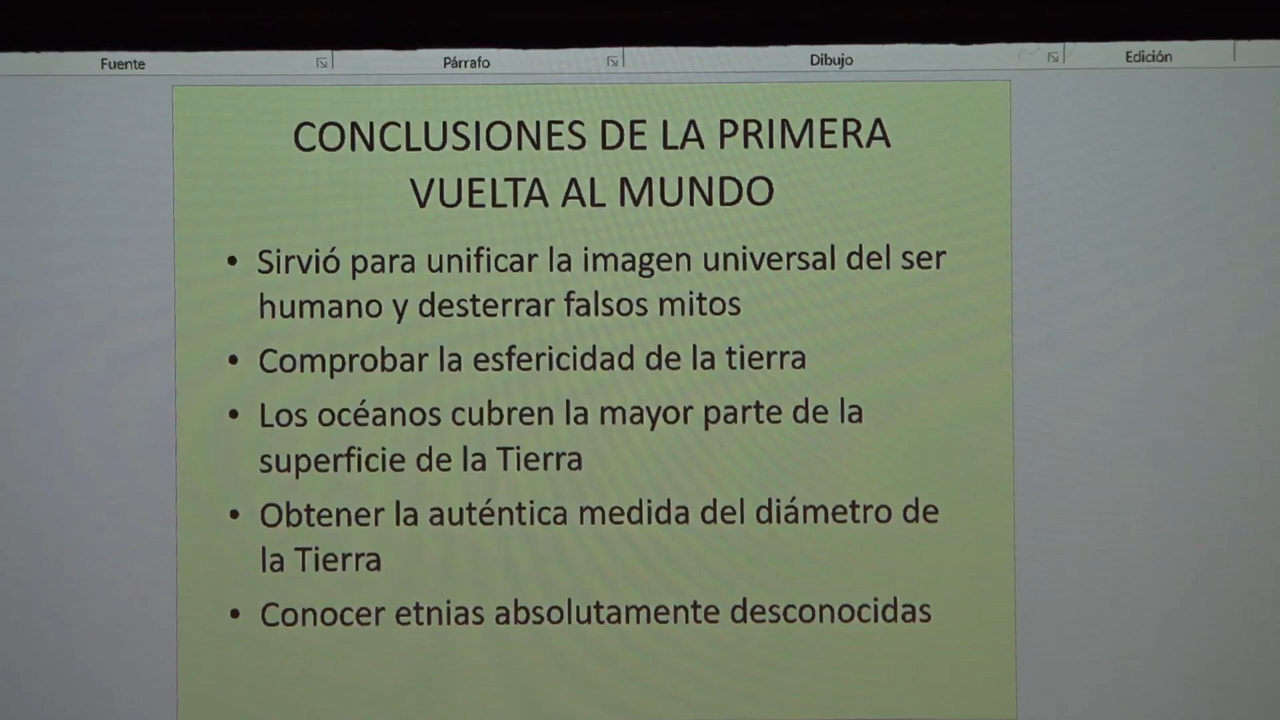 Fuente Párrafo Dibujo Edición
CONCLUSIONES DE LA PRIMERA
VUELTA AL MUNDO
• Sirvió para unificar la imagen universal del ser
humano y desterrar falsos mitos
• Comprobar la esfericidad de la tierra
• Los océanos cubren la mayor parte de la
superficie de la Tierra
• Obtener la auténtica medida del diámetro de
la Tierra
• Conocer etnias absolutamente desconocidas